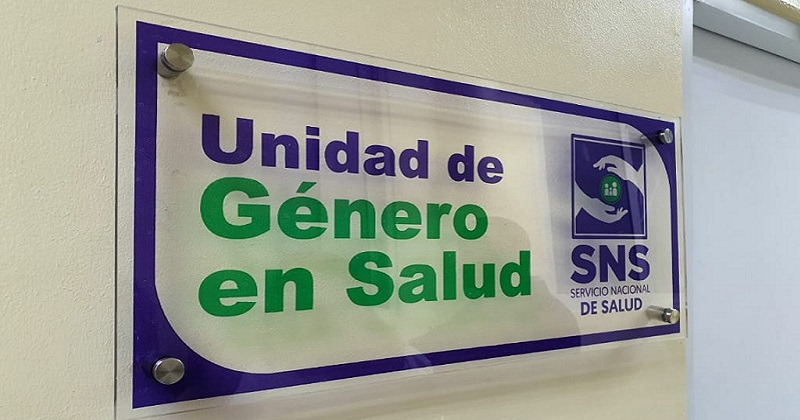 Unidad de
Género
en Salud
SNS
SERVICIO NACIONAL
DE SALUD